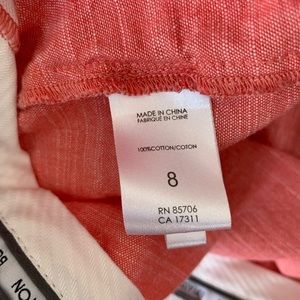 MADE IN CHINA
FABRIQUÉ EN CHINE
100%COTTON/COTON
8
RN 85706
CA 17311